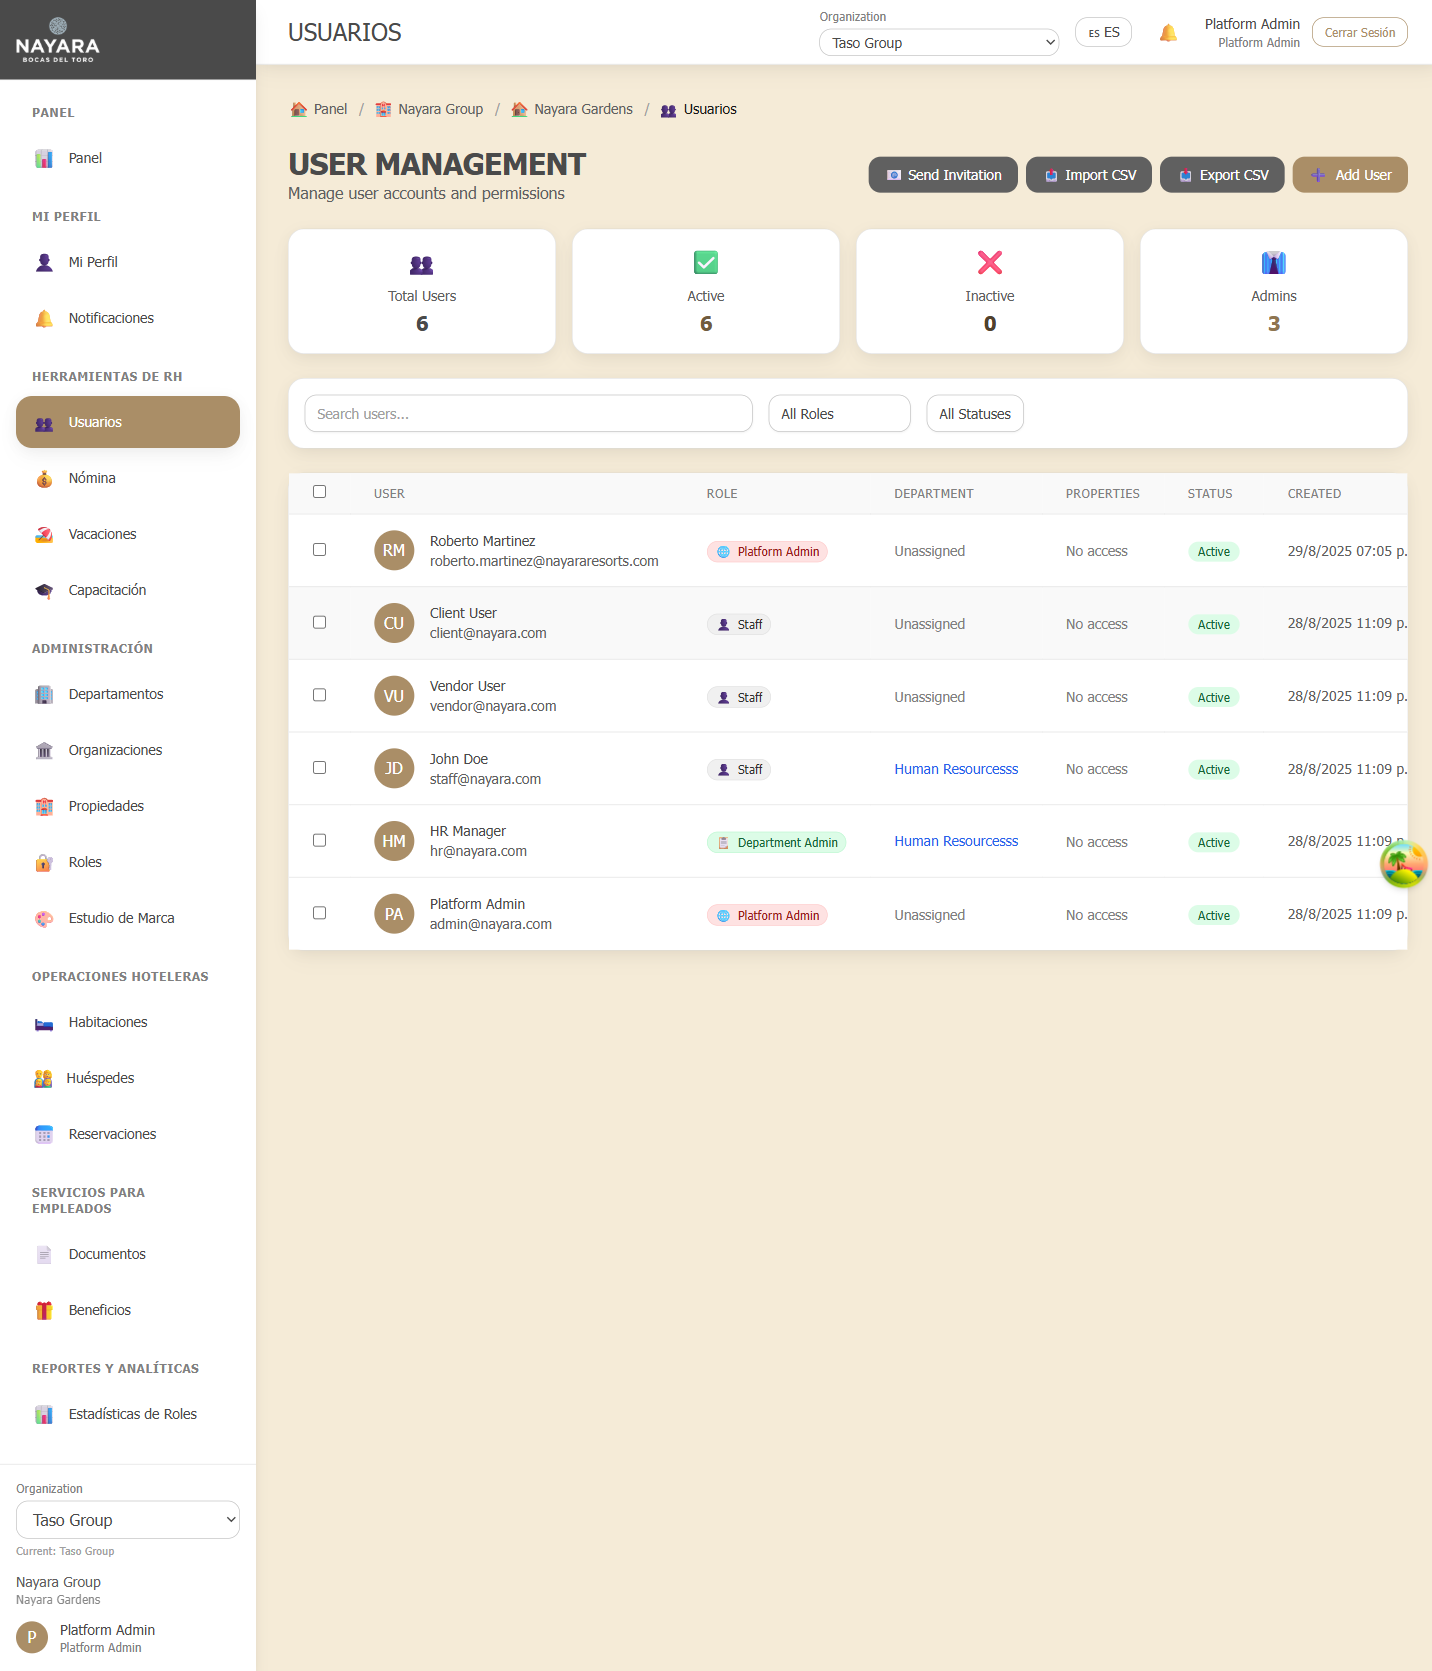 NAYARA
BOCAS DEL TORO
PANEL
Panel
MI PERFIL
Mi Perfil
Notificaciones
HERRAMIENTAS DE RH
Usuarios
Nómina
Vacaciones
Capacitación
ADMINISTRACIÓN
Departamentos
Organizaciones
Propiedades
Roles
Estudio de Marca
OPERACIONES HOTELERAS
Habitaciones
Huéspedes
Reservaciones
SERVICIOS PARA
EMPLEADOS
Documentos
Beneficios
REPORTES Y ANALÍTICAS
Estadísticas de Roles
Organization
Taso Group
Current: Taso Group
Nayara Group
Nayara Gardens
P
Platform Admin
Platform Admin
USUARIOS
Organization
Taso Group
ES ES
Platform Admin
Platform Admin
Cerrar Sesión
Panel / Nayara Group / Nayara Gardens / Usuarios
USER MANAGEMENT
Manage user accounts and permissions
Send Invitation Import CSV Export CSV Add User
Total Users
6
Active
6
Inactive
0
Admins
3
Search users... All Roles All Statuses
USER ROLE DEPARTMENT PROPERTIES STATUS CREATED
RM Roberto Martinez
roberto.martinez@nayararesorts.com Platform Admin Unassigned No access Active 29/8/2025 07:05 p.
CU Client User
client@nayara.com Staff Unassigned No access Active 28/8/2025 11:09 p.
VU Vendor User
vendor@nayara.com Staff Unassigned No access Active 28/8/2025 11:09 p.
JD John Doe
staff@nayara.com Staff Human Resourcesss No access Active 28/8/2025 11:09 p.
HM HR Manager
hr@nayara.com Department Admin Human Resourcesss No access Active 28/8/2025 11:09 p.
PA Platform Admin
admin@nayara.com Platform Admin Unassigned No access Active 28/8/2025 11:09 p.